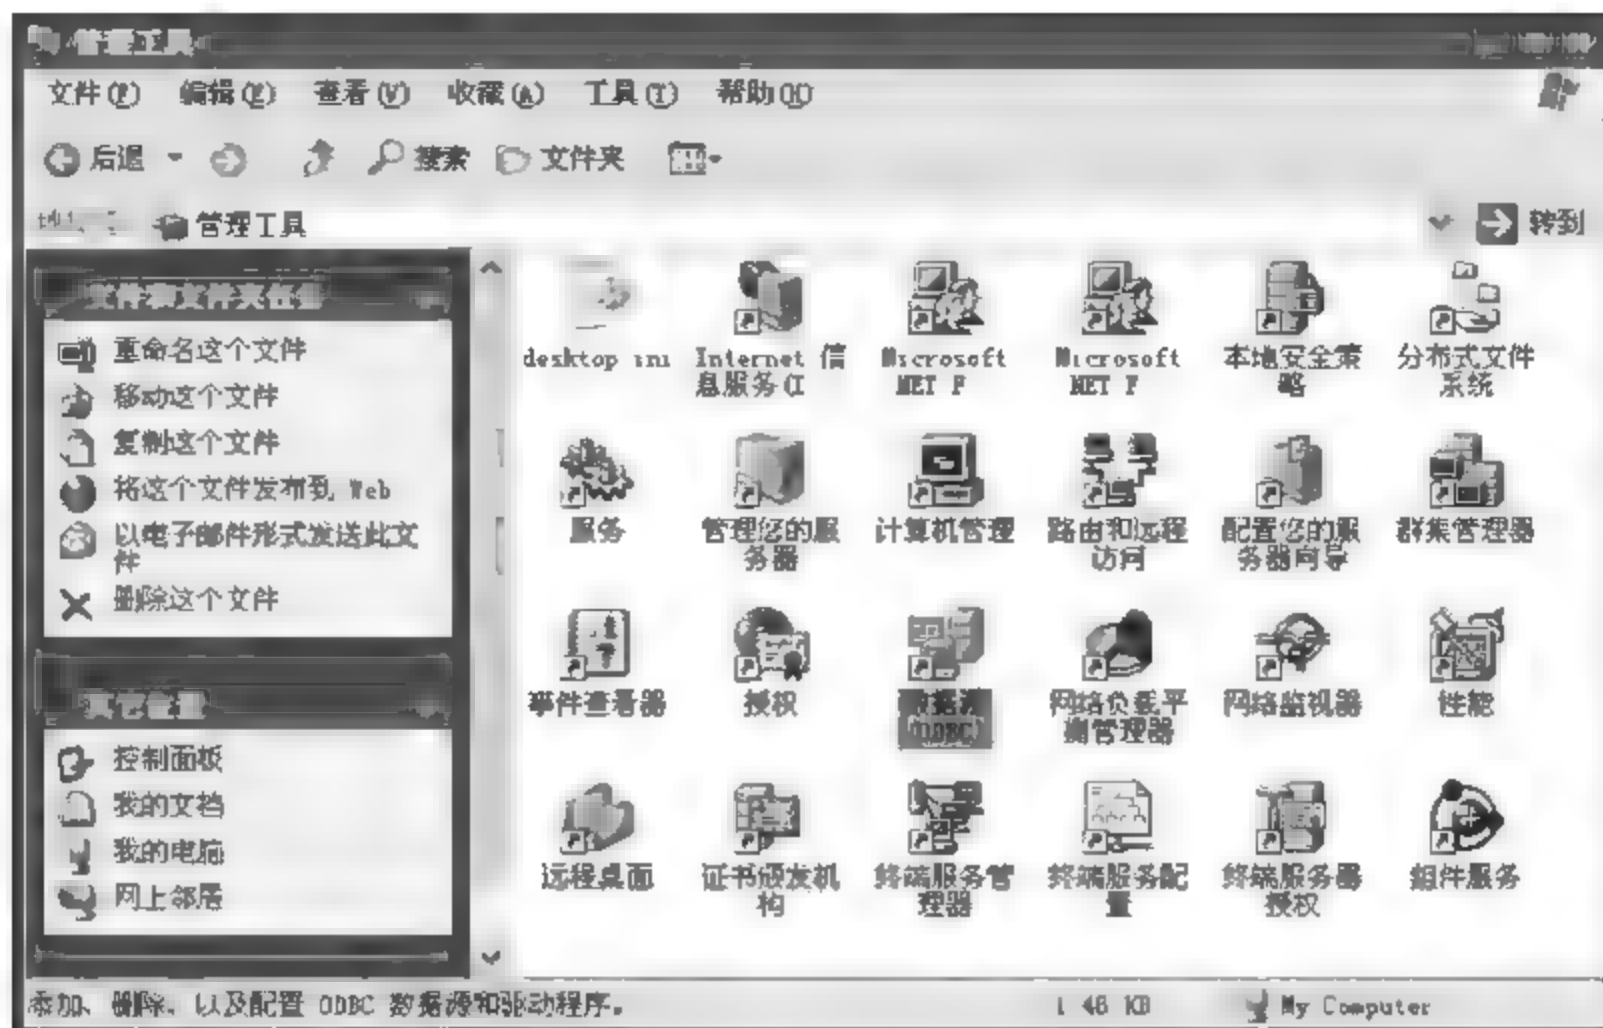 管理工具
文件(F) 编辑(E) 查看(V) 收藏(A) 工具(T) 帮助(H)
后退 搜索 文件夹
管理工具 转到
文件和文件夹任务
重命名这个文件
移动这个文件
复制这个文件
将这个文件发布到 Web
以电子邮件形式发送此文
件
删除这个文件
其它位置
控制面板
我的文档
我的电脑
网上邻居
desktop ini
Internet 信
息服务(I
Microsoft
NET F
Microsoft
NET F
本地安全策
略
分布式文件
系统
服务
管理您的服
务器
计算机管理
路由和远程
访问
配置您的服
务器向导
群集管理器
事件查看器
授权
数据源
(ODBC)
网络负载平
衡管理器
网络监视器
性能
远程桌面
证书颁发机
构
终端服务管
理器
终端服务配
置
终端服务器
授权
组件服务
添加、删除、以及配置 ODBC 数据源和驱动程序。 1 46 KB My Computer